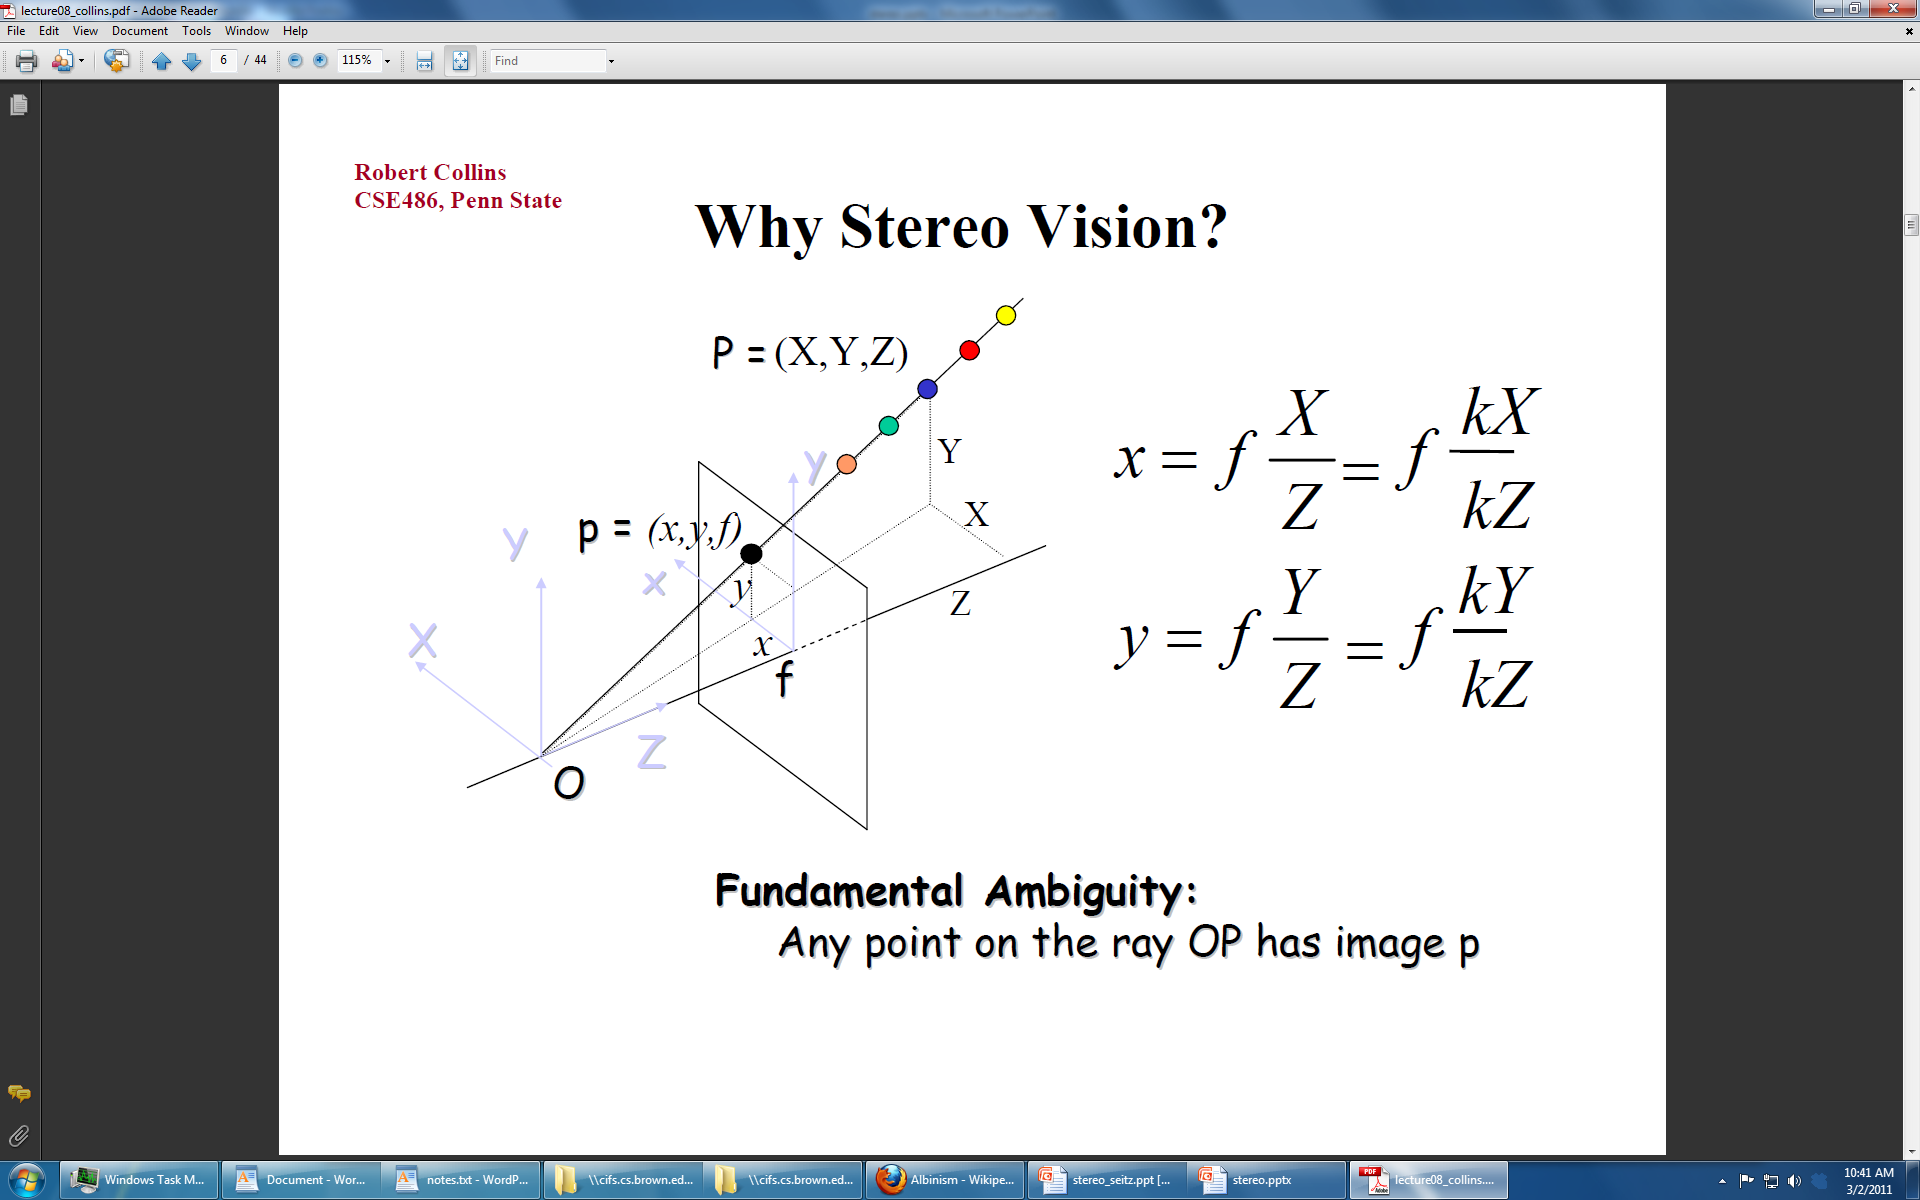 lecture08_collins.pdf - Adobe Reader
File Edit View Document Tools Window Help
6 / 44 115% Find
Robert Collins
CSE486, Penn State
Why Stereo Vision?
P = (X,Y,Z)
p = (x,y,f)
Y
X
Z
y
x
f
y
x
Y
X
Z
O
x = f X/Z = f kX/kZ
y = f Y/Z = f kY/kZ
Fundamental Ambiguity:
Any point on the ray OP has image p
Windows Task M... Document - Wor... notes.txt - WordP... \\cifs.cs.brown.ed... \\cifs.cs.brown.ed... Albinism - Wikipe... stereo_seitz.ppt [... stereo.pptx lecture08_collins....
10:41 AM
3/2/2011